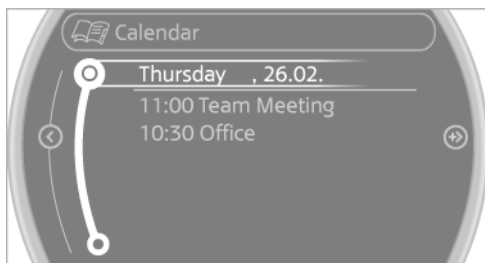 Calendar
Thursday , 26.02.
11:00 Team Meeting
10:30 Office